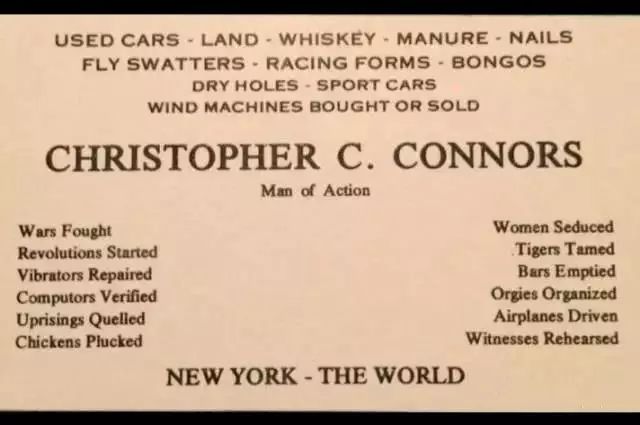 USED CARS - LAND - WHISKEY - MANURE - NAILS
FLY SWATTERS - RACING FORMS - BONGOS
DRY HOLES - SPORT CARS
WIND MACHINES BOUGHT OR SOLD
CHRISTOPHER C. CONNORS
Man of Action
Wars Fought
Revolutions Started
Vibrators Repaired
Computors Verified
Uprisings Quelled
Chickens Plucked
Women Seduced
Tigers Tamed
Bars Emptied
Orgies Organized
Airplanes Driven
Witnesses Rehearsed
NEW YORK - THE WORLD